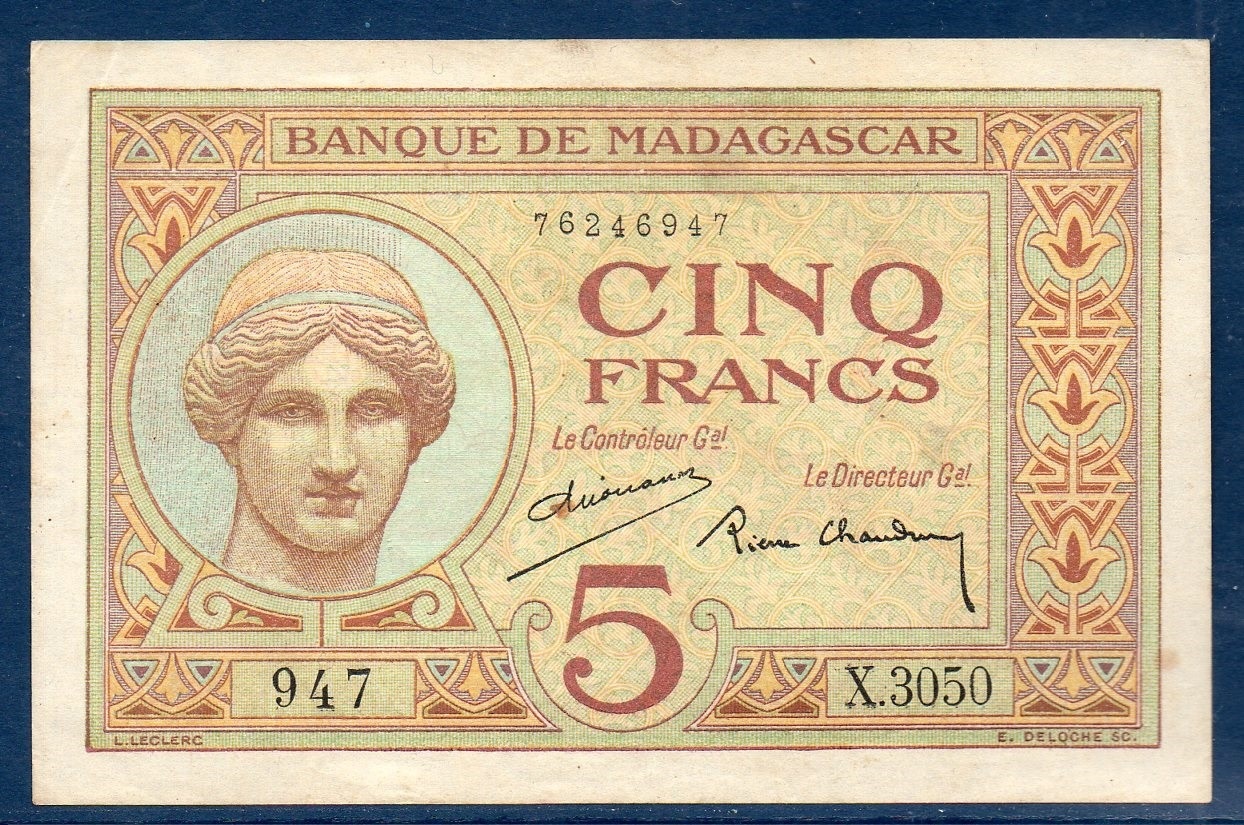 BANQUE DE MADAGASCAR
76246947
CINQ
FRANCS
Le Contrôleur Gal.
Le Directeur Gal.
Pierre Chaudun
5
947
X.3050
L.LECLERC
E. DELOCHE SC.